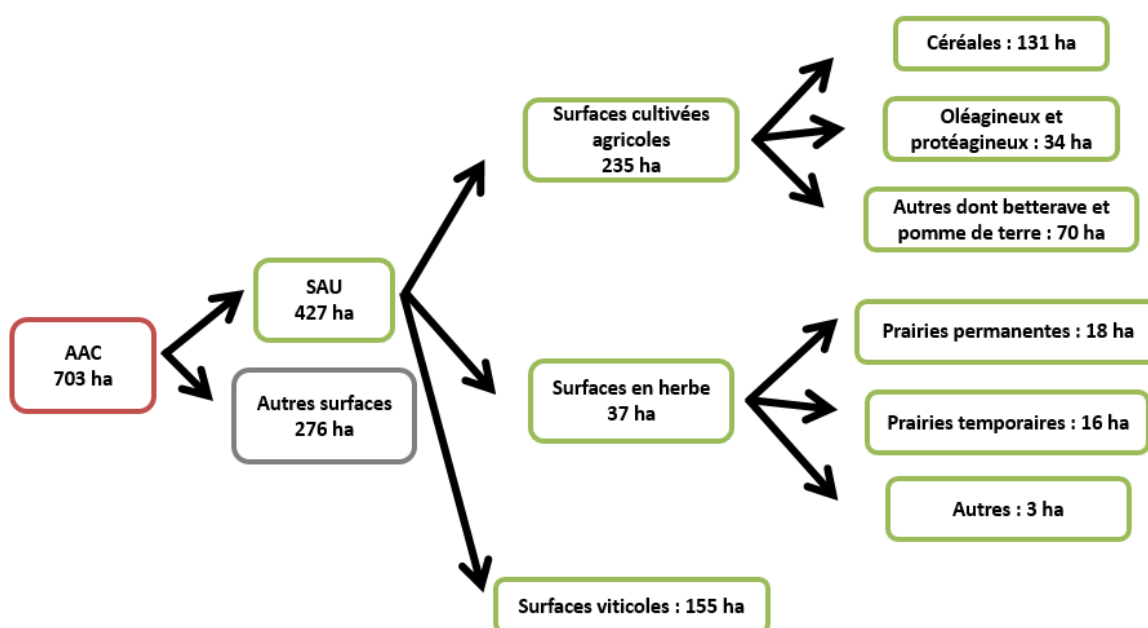 AAC
703 ha
SAU
427 ha
Autres surfaces
276 ha
Surfaces cultivées
agricoles
235 ha
Céréales : 131 ha
Oléagineux et
protéagineux : 34 ha
Autres dont betterave et
pomme de terre : 70 ha
Surfaces en herbe
37 ha
Prairies permanentes : 18 ha
Prairies temporaires : 16 ha
Autres : 3 ha
Surfaces viticoles : 155 ha